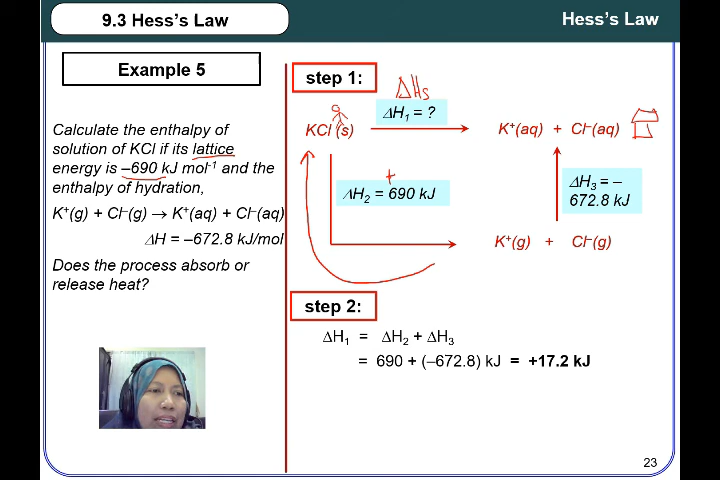 9.3 Hess's Law
Hess's Law
Example 5
Calculate the enthalpy of
solution of KCl if its lattice
energy is –690 kJ mol⁻¹ and the
enthalpy of hydration,
K⁺(g) + Cl⁻(g) → K⁺(aq) + Cl⁻(aq)
ΔH = –672.8 kJ/mol
Does the process absorb or
release heat?
step 1:
ΔHs
ΔH₁ = ?
KCl (s)
K⁺(aq) + Cl⁻(aq)
+
ΔH₂ = 690 kJ
ΔH₃ = –
672.8 kJ
K⁺(g) + Cl⁻(g)
step 2:
ΔH₁ = ΔH₂ + ΔH₃
= 690 + (–672.8) kJ = +17.2 kJ
23